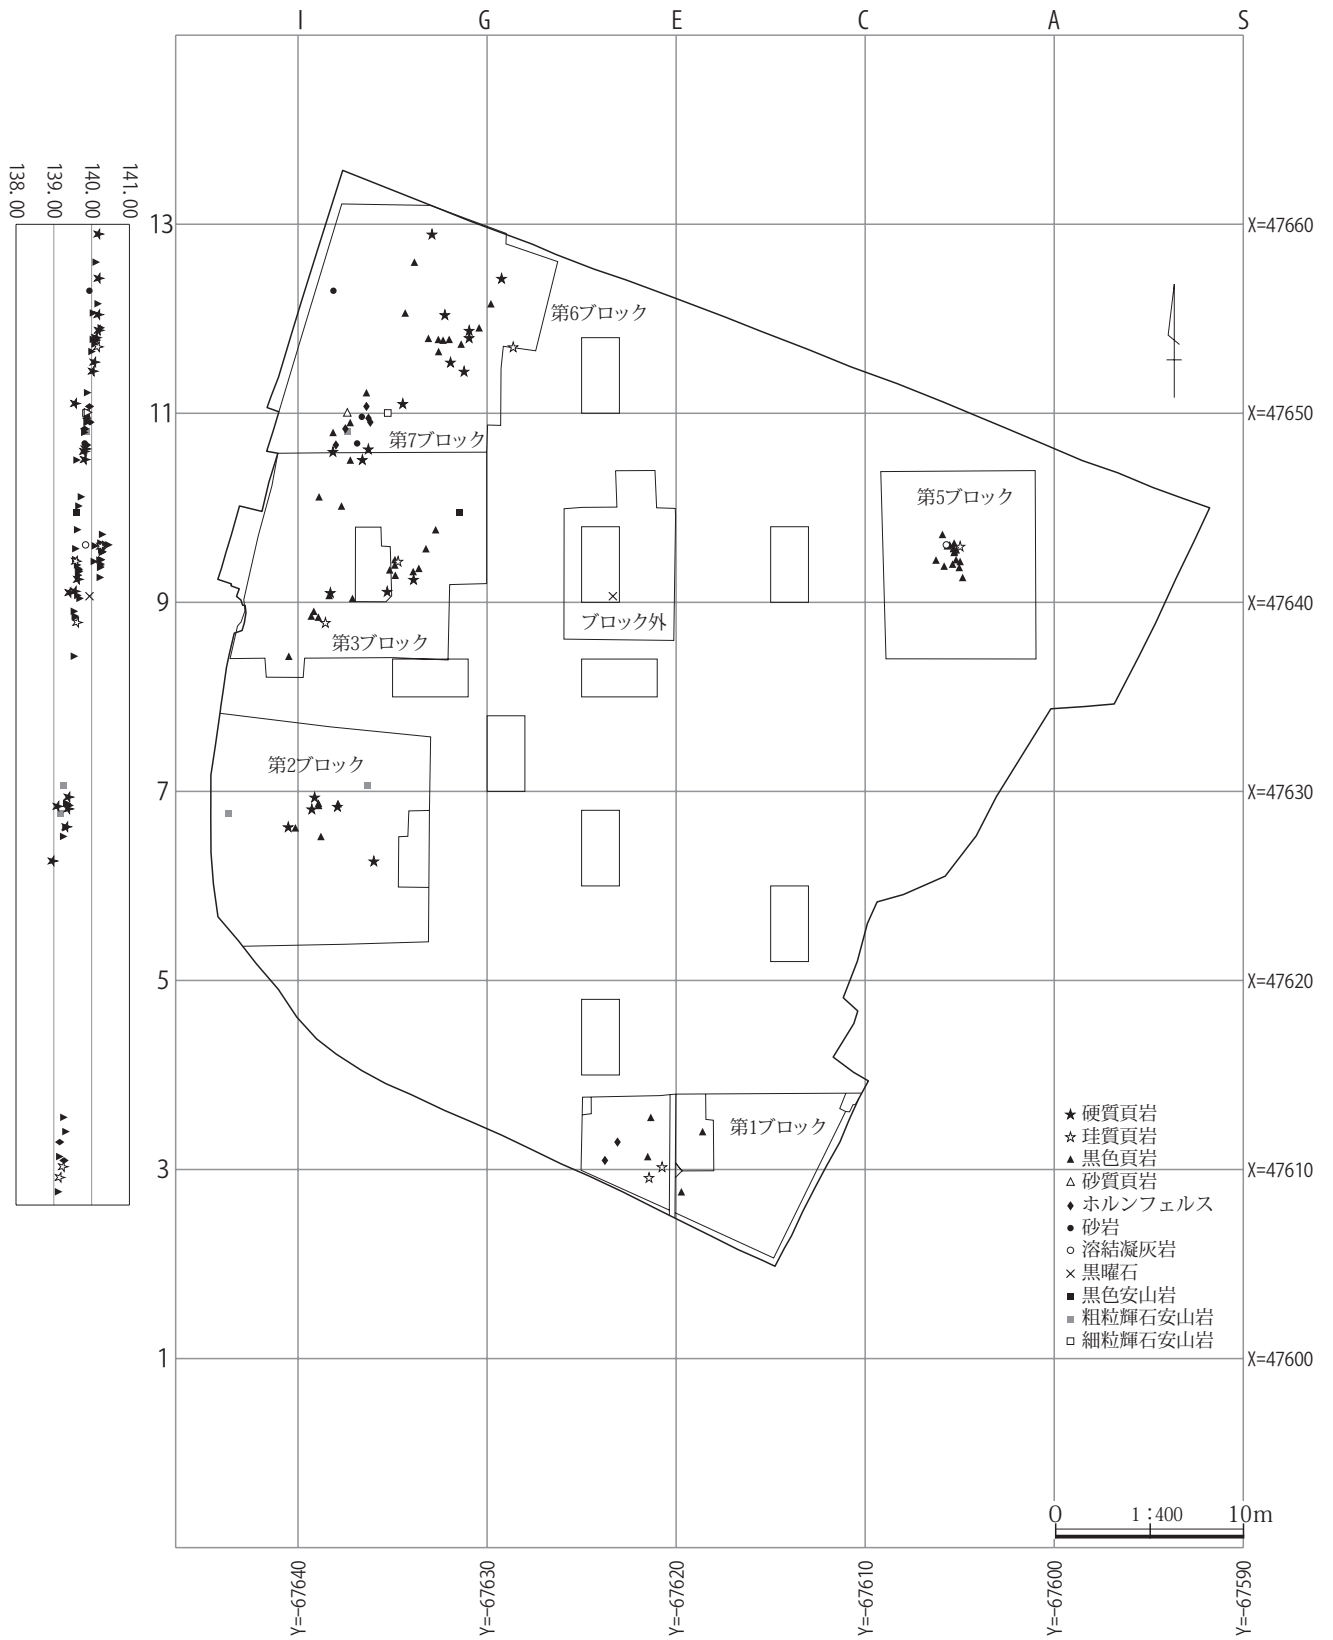 I G E C A S
138.00 139.00 140.00 141.00
13 X=47660
第6ブロック
11 X=47650
第7ブロック
第5ブロック
9 X=47640
ブロック外
第3ブロック
第2ブロック
7 X=47630
5 X=47620
第1ブロック
3 X=47610
硬質頁岩
珪質頁岩
黒色頁岩
砂質頁岩
ホルンフェルス
砂岩
溶結凝灰岩
黒曜石
黒色安山岩
粗粒輝石安山岩
細粒輝石安山岩
1 X=47600
0 1:400 10m
Y=-67640 Y=-67630 Y=-67620 Y=-67610 Y=-67600 Y=-67590